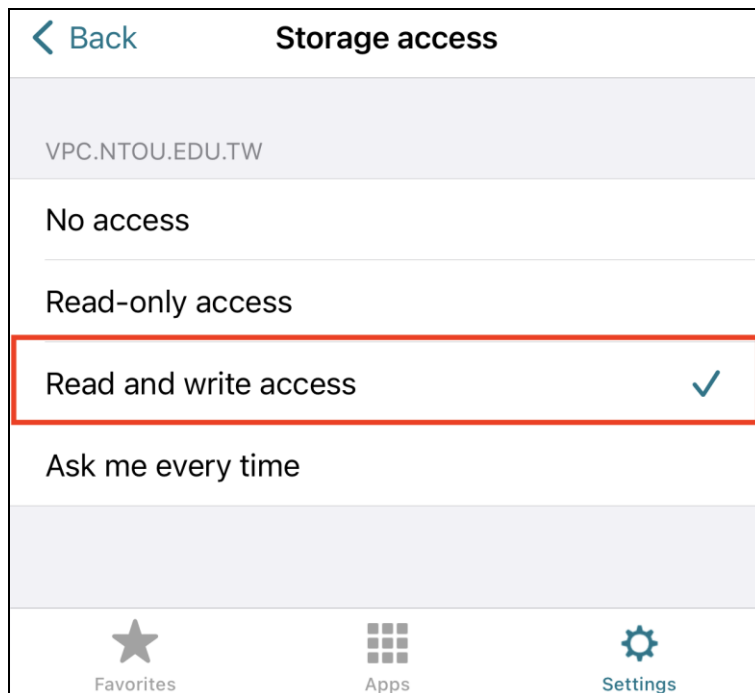 Back
Storage access
VPC.NTOU.EDU.TW
No access
Read-only access
Read and write access
Ask me every time
Favorites
Apps
Settings